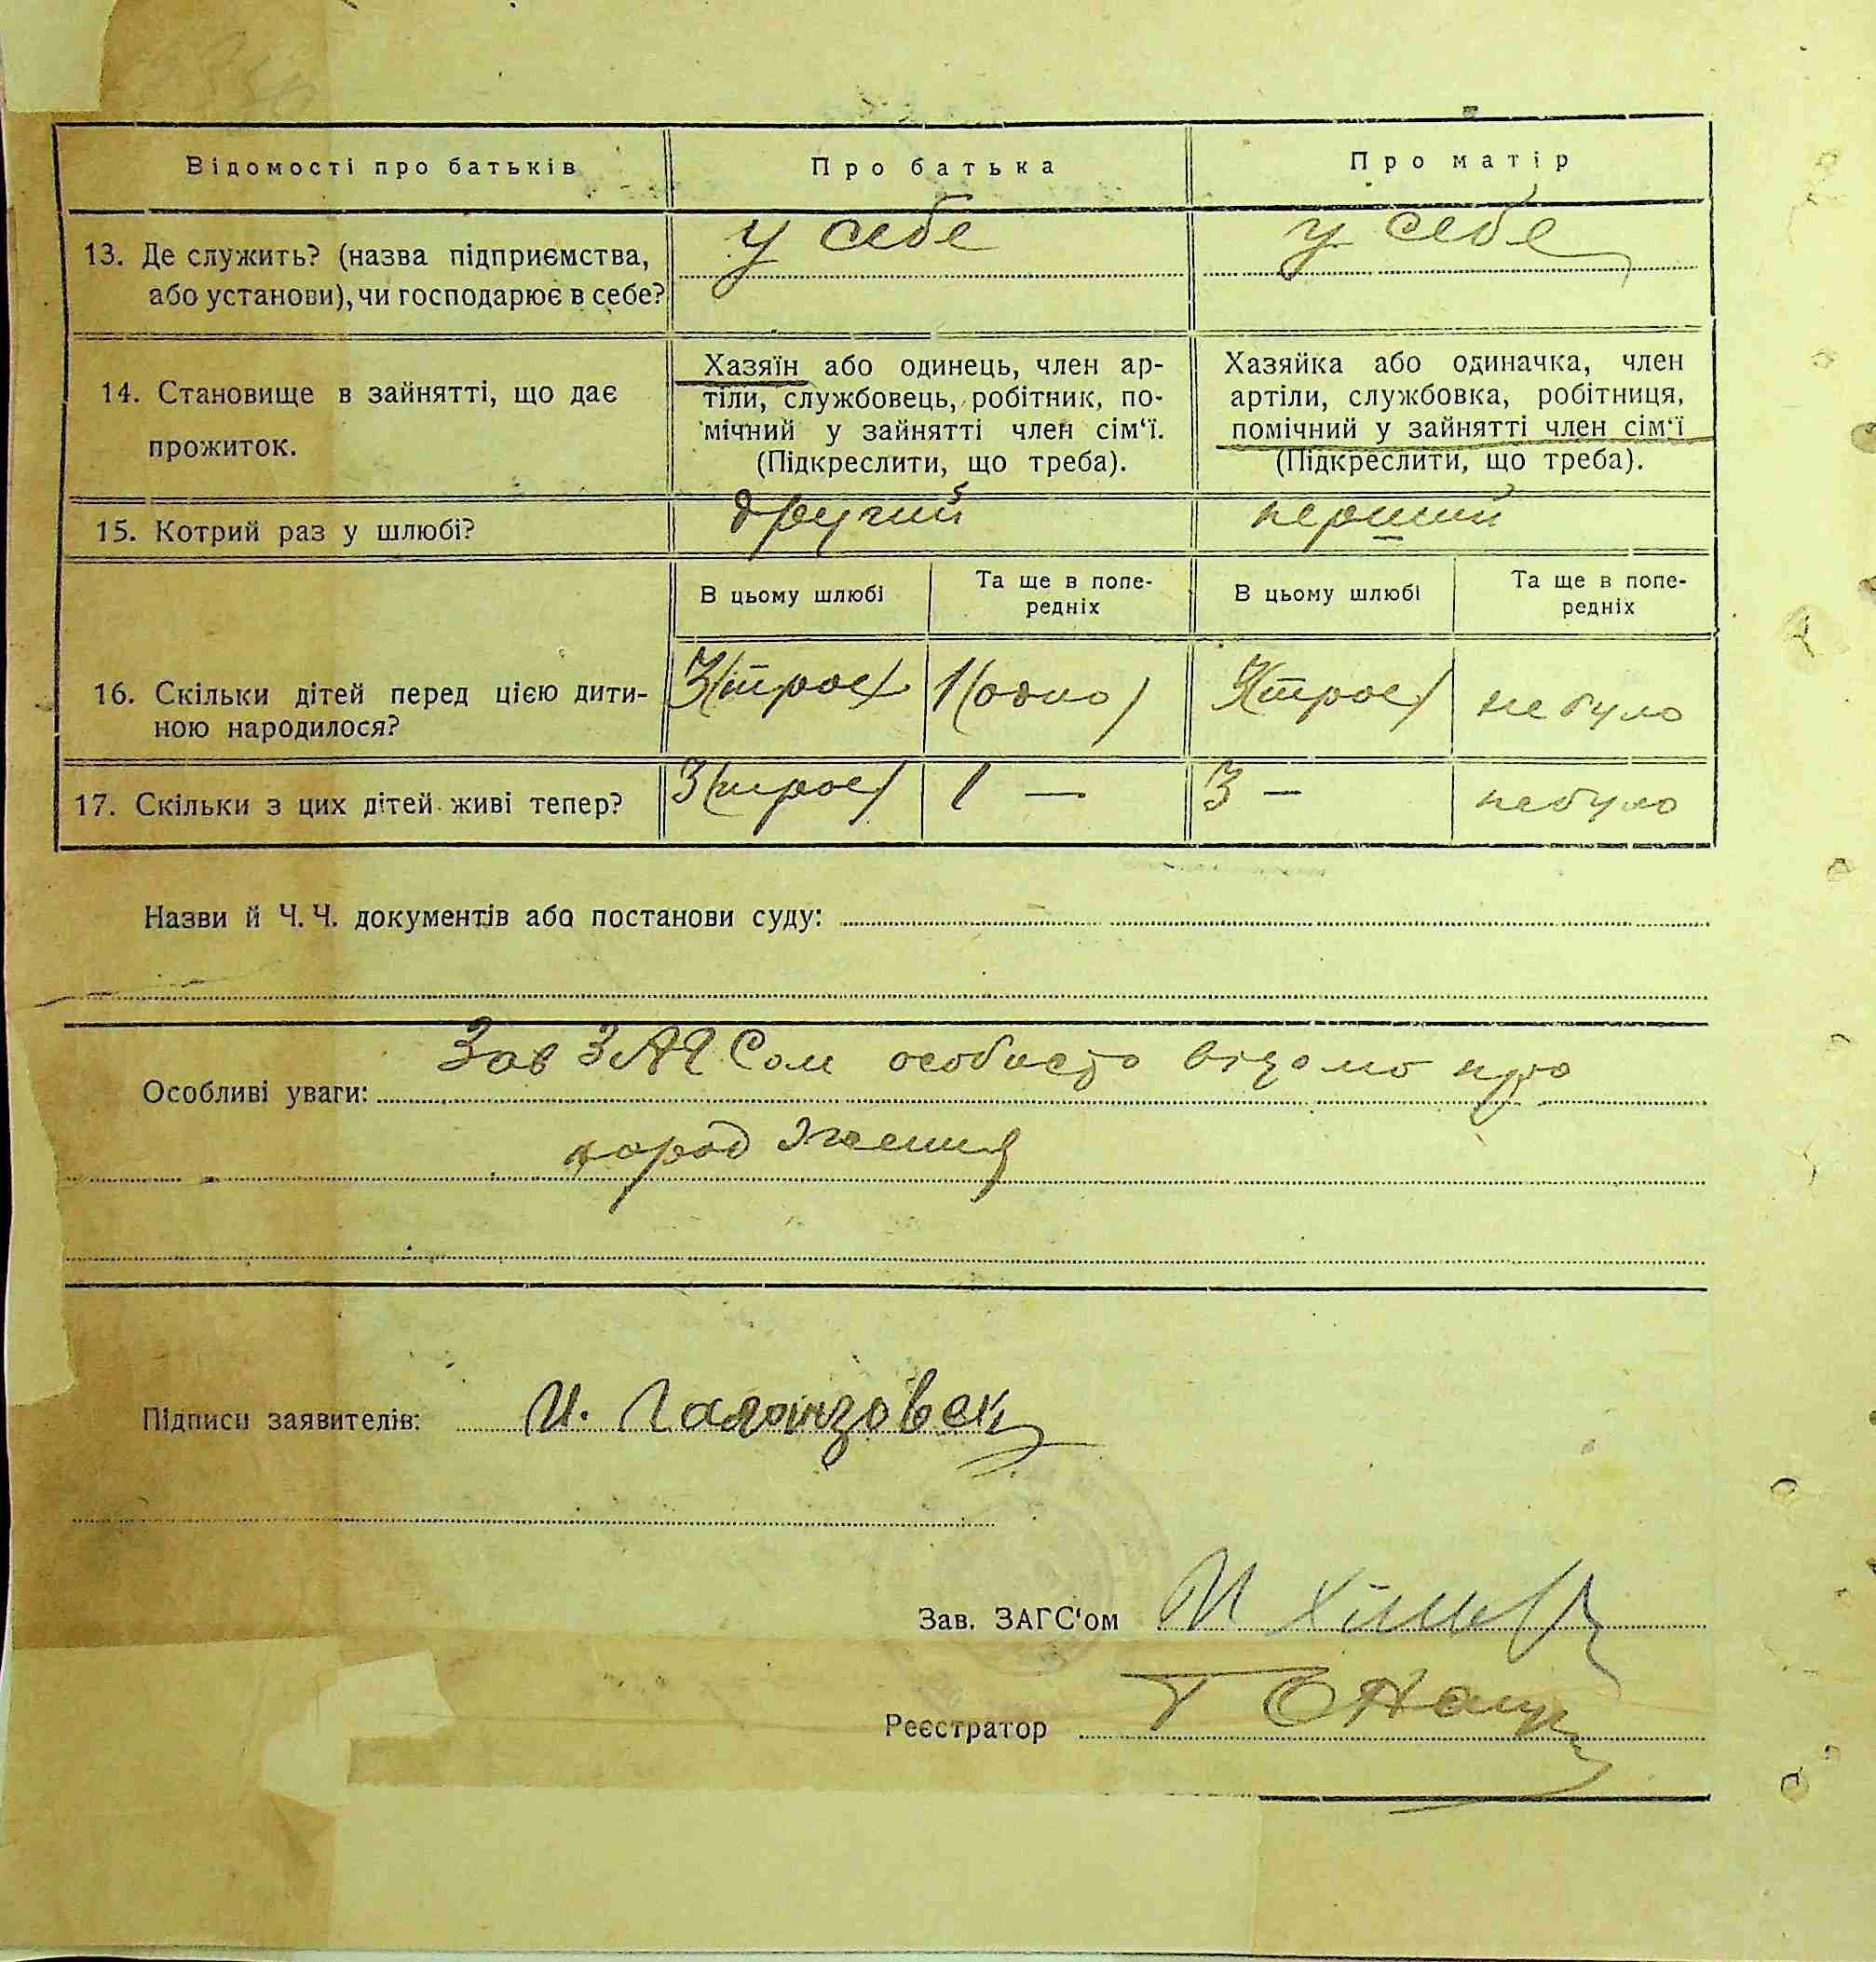 Відомості про батьків Про батька Про матір
13. Де служить? (назва підприємства, у себе у себе
або установи), чи господарює в себе?
Хазяїн або одинець, член ар- Хазяйка або одиначка, член
14. Становище в зайнятті, що дає тіли, службовець, робітник, по- артіли, службовка, робітниця,
прожиток. мічний у зайнятті член сім‘ї. помічний у зайнятті член сім‘ї
(Підкреслити, що треба). (Підкреслити, що треба).
15. Котрий раз у шлюбі? другий перший
В цьому шлюбі Та ще в попе- В цьому шлюбі Та ще в попе-
редніх редніх
16. Скільки дітей перед цією дити- 3(троє) 1(одно) 3(троє) не було
ною народилося?
17. Скільки з цих дітей живі тепер? 3(троє) 1 — 3 — не було
Назви й Ч. Ч. документів або постанови суду:
Зав ЗАГСом особисто відомо про
Особливі уваги:
народження
Підписи заявителів: И.
Зав. ЗАГС‘ом
Реєстратор